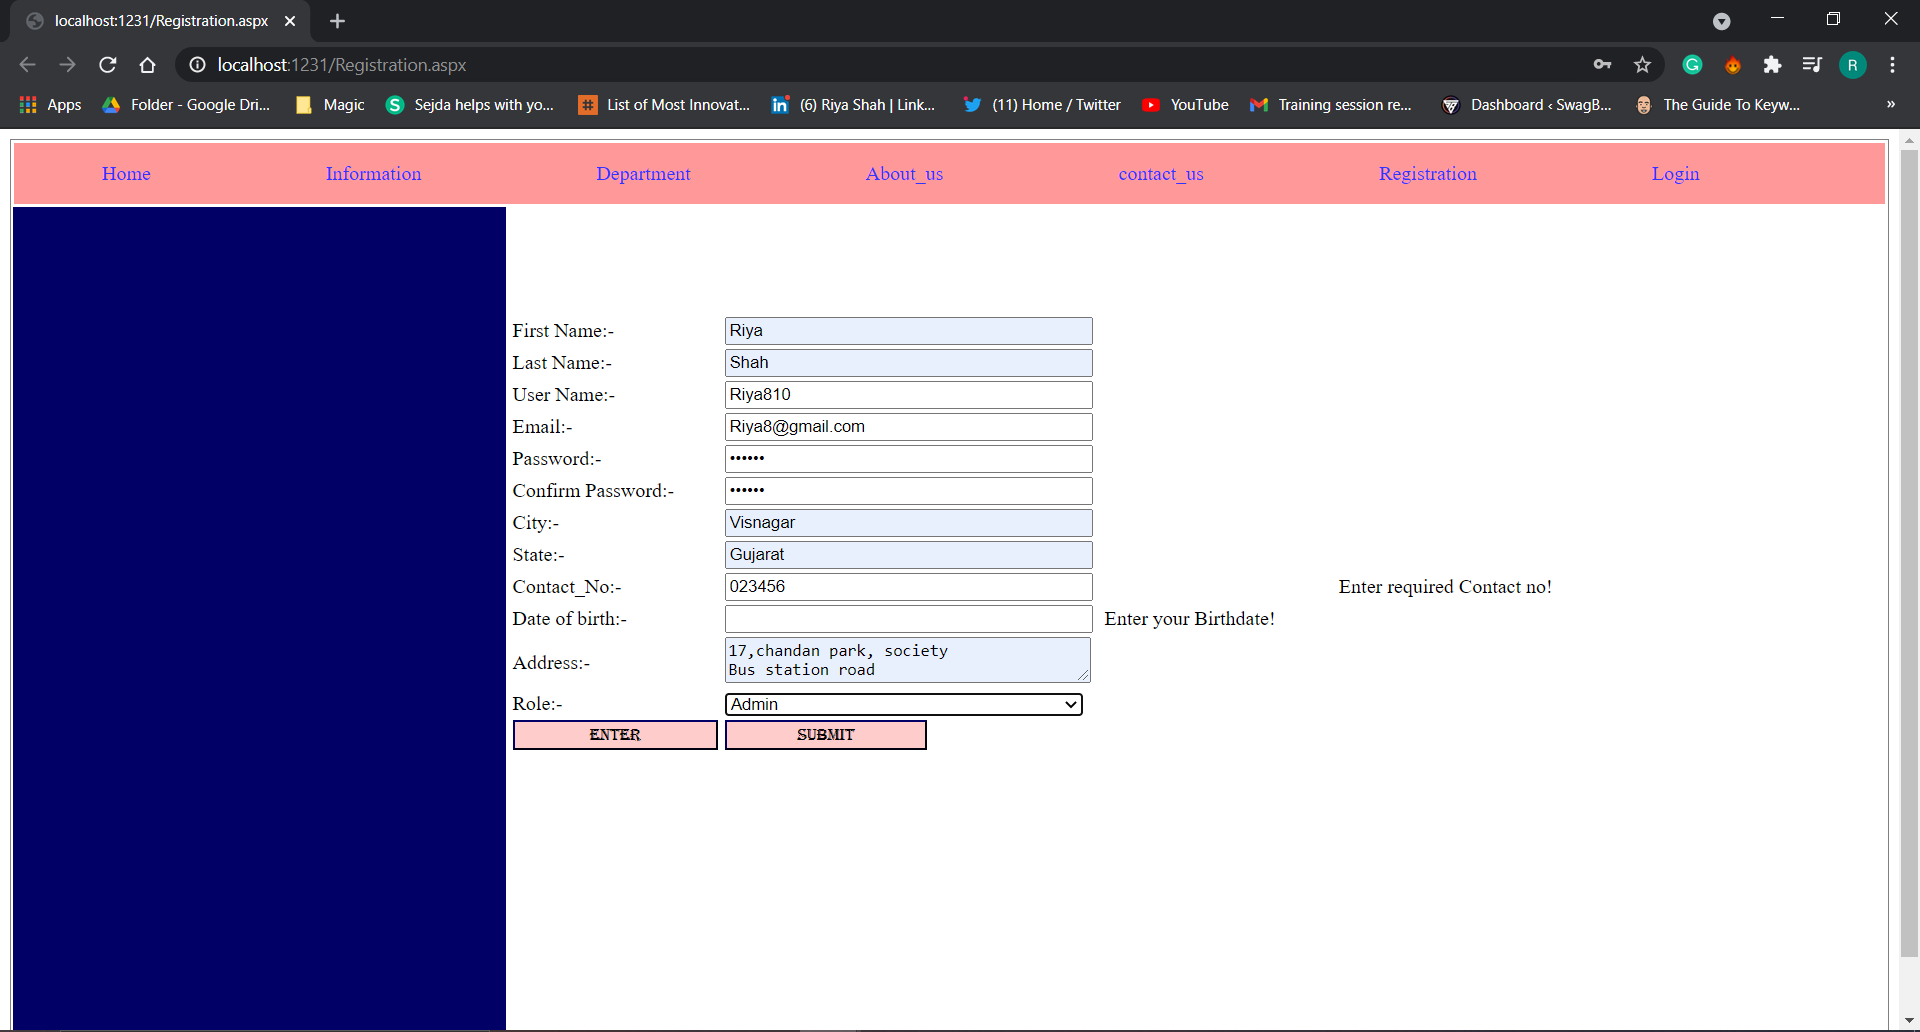 localhost:1231/Registration.aspx
localhost:1231/Registration.aspx
R
Apps Folder - Google Dri... Magic Sejda helps with yo... List of Most Innovat... (6) Riya Shah | Link... (11) Home / Twitter YouTube Training session re... Dashboard ‹ SwagB... The Guide To Keyw... »
Home Information Department About_us contact_us Registration Login
First Name:- Riya
Last Name:- Shah
User Name:- Riya810
Email:- Riya8@gmail.com
Password:- ••••••
Confirm Password:- ••••••
City:- Visnagar
State:- Gujarat
Contact_No:- 023456 Enter required Contact no!
Date of birth:- Enter your Birthdate!
Address:- 17,chandan park, society
Bus station road
Role:- Admin
ENTER SUBMIT